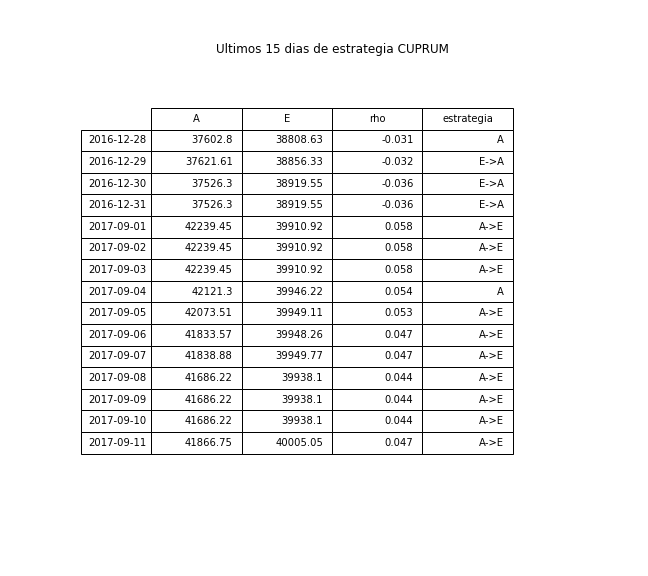 Ultimos 15 dias de estrategia CUPRUM
A E rho estrategia
2016-12-28 37602.8 38808.63 -0.031 A
2016-12-29 37621.61 38856.33 -0.032 E->A
2016-12-30 37526.3 38919.55 -0.036 E->A
2016-12-31 37526.3 38919.55 -0.036 E->A
2017-09-01 42239.45 39910.92 0.058 A->E
2017-09-02 42239.45 39910.92 0.058 A->E
2017-09-03 42239.45 39910.92 0.058 A->E
2017-09-04 42121.3 39946.22 0.054 A
2017-09-05 42073.51 39949.11 0.053 A->E
2017-09-06 41833.57 39948.26 0.047 A->E
2017-09-07 41838.88 39949.77 0.047 A->E
2017-09-08 41686.22 39938.1 0.044 A->E
2017-09-09 41686.22 39938.1 0.044 A->E
2017-09-10 41686.22 39938.1 0.044 A->E
2017-09-11 41866.75 40005.05 0.047 A->E